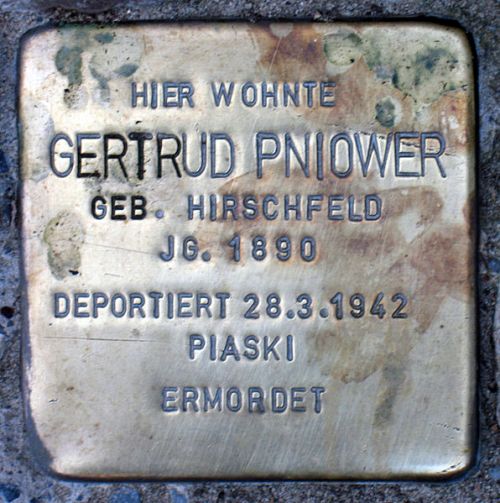 HIER WOHNTE
GERTRUD PNIOWER
GEB. HIRSCHFELD
JG. 1890
DEPORTIERT 28.3.1942
PIASKI
ERMORDET